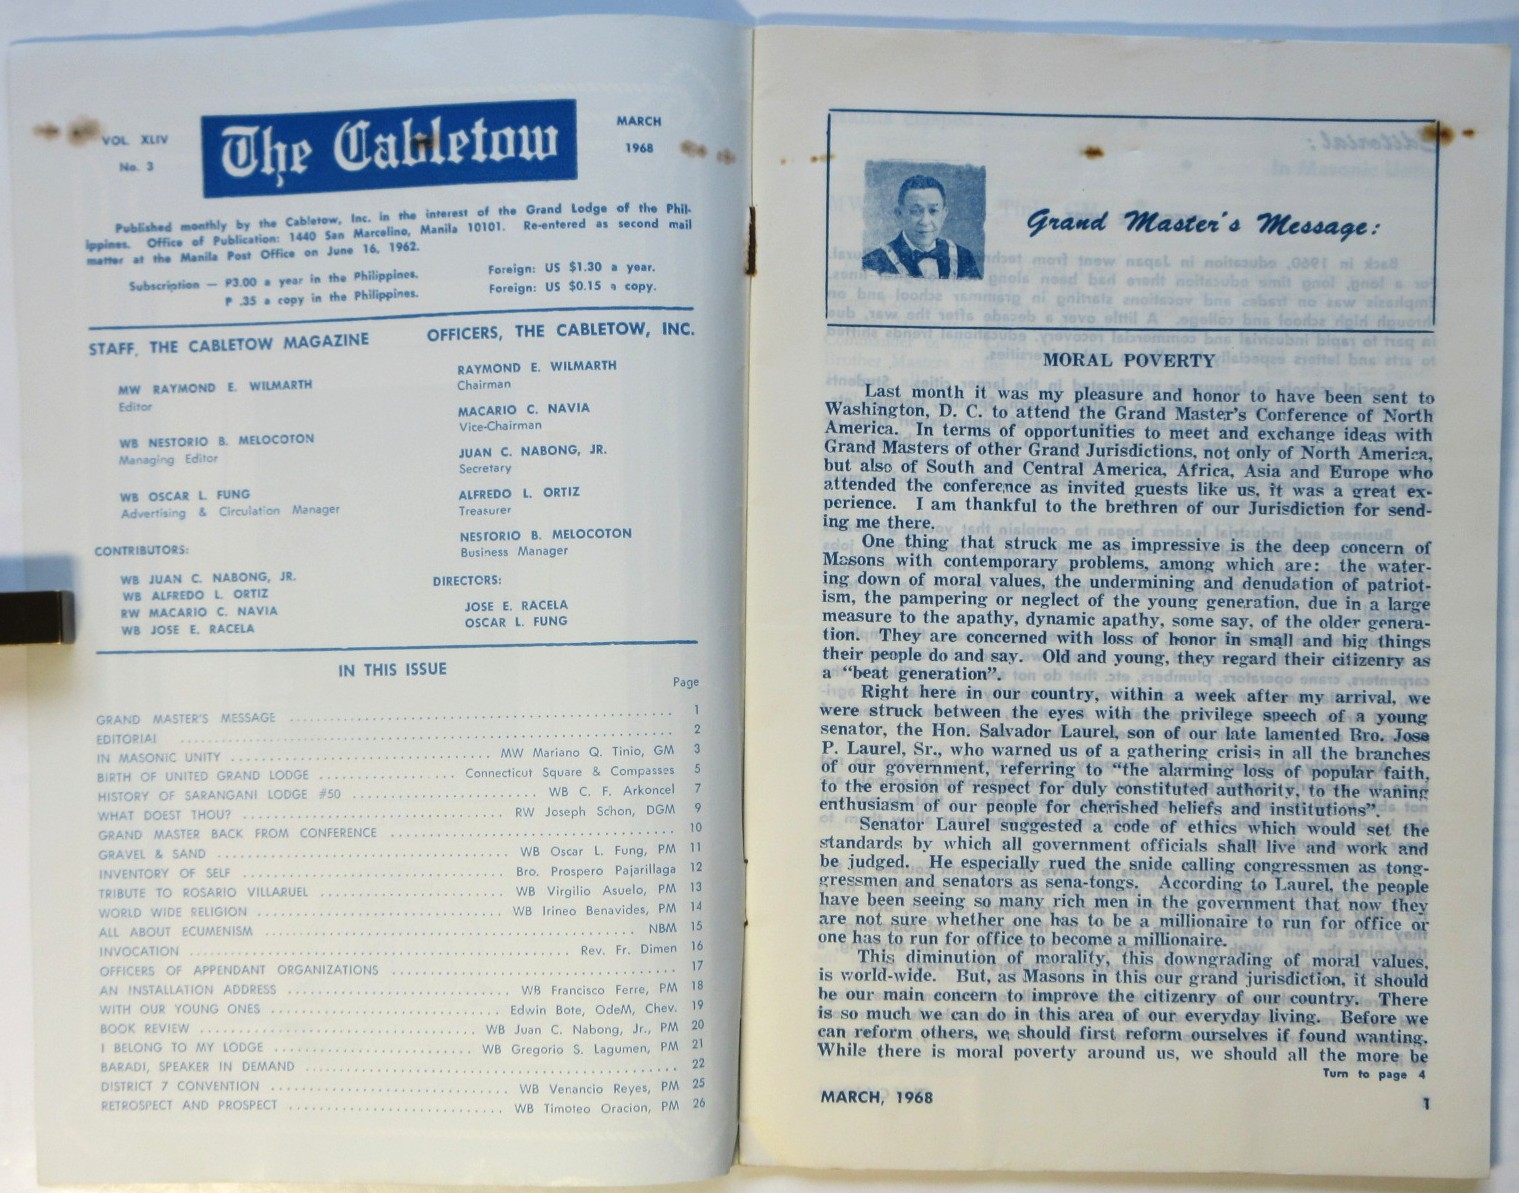 VOL. XLIV
No. 3
The Cabletow
MARCH
1968
Published monthly by the Cabletow, Inc. in the interest of the Grand Lodge of the Phil-
ippines. Office of Publication: 1440 San Marcelino, Manila 10101. Re-entered as second mail
matter at the Manila Post Office on June 16, 1962.
Subscription — ₱3.00 a year in the Philippines.
₱ .35 a copy in the Philippines.
Foreign: US $1.30 a year.
Foreign: US $0.15 a copy.
STAFF, THE CABLETOW MAGAZINE
MW RAYMOND E. WILMARTH
Editor
WB NESTORIO B. MELOCOTON
Managing Editor
WB OSCAR L. FUNG
Advertising & Circulation Manager
CONTRIBUTORS:
WB JUAN C. NABONG, JR.
WB ALFREDO L. ORTIZ
RW MACARIO C. NAVIA
WB JOSE E. RACELA
OFFICERS, THE CABLETOW, INC.
RAYMOND E. WILMARTH
Chairman
MACARIO C. NAVIA
Vice-Chairman
JUAN C. NABONG, JR.
Secretary
ALFREDO L. ORTIZ
Treasurer
NESTORIO B. MELOCOTON
Business Manager
DIRECTORS:
JOSE E. RACELA
OSCAR L. FUNG
IN THIS ISSUE
Page
GRAND MASTER'S MESSAGE ........ 1
EDITORIAL ........ 2
IN MASONIC UNITY ........ MW Mariano Q. Tinio, GM 3
BIRTH OF UNITED GRAND LODGE ........ Connecticut Square & Compasses 5
HISTORY OF SARANGANI LODGE #50 ........ WB C. F. Arkoncel 7
WHAT DOEST THOU? ........ RW Joseph Schon, DGM 9
GRAND MASTER BACK FROM CONFERENCE ........ 10
GRAVEL & SAND ........ WB Oscar L. Fung, PM 11
INVENTORY OF SELF ........ Bro. Prospero Pajarillaga 12
TRIBUTE TO ROSARIO VILLARUEL ........ WB Virgilio Asuelo, PM 13
WORLD WIDE RELIGION ........ WB Irineo Benavides, PM 14
ALL ABOUT ECUMENISM ........ NBM 15
INVOCATION ........ Rev. Fr. Dimen 16
OFFICERS OF APPENDANT ORGANIZATIONS ........ 17
AN INSTALLATION ADDRESS ........ WB Francisco Ferre, PM 18
WITH OUR YOUNG ONES ........ Edwin Bote, OdeM, Chev. 19
BOOK REVIEW ........ WB Juan C. Nabong, Jr., PM 20
I BELONG TO MY LODGE ........ WB Gregorio S. Lagumen, PM 21
BARADI, SPEAKER IN DEMAND ........ 22
DISTRICT 7 CONVENTION ........ WB Venancio Reyes, PM 25
RETROSPECT AND PROSPECT ........ WB Timoteo Oracion, PM 26
Grand Master's Message:
MORAL POVERTY
Last month it was my pleasure and honor to have been sent to
Washington, D. C. to attend the Grand Master's Conference of North
America. In terms of opportunities to meet and exchange ideas with
Grand Masters of other Grand Jurisdictions, not only of North America,
but also of South and Central America, Africa, Asia and Europe who
attended the conference as invited guests like us, it was a great ex-
perience. I am thankful to the brethren of our Jurisdiction for send-
ing me there.
One thing that struck me as impressive is the deep concern of
Masons with contemporary problems, among which are: the water-
ing down of moral values, the undermining and denudation of patriot-
ism, the pampering or neglect of the young generation, due in a large
measure to the apathy, dynamic apathy, some say, of the older genera-
tion. They are concerned with loss of honor in small and big things
their people do and say. Old and young, they regard their citizenry as
a "beat generation".
Right here in our country, within a week after my arrival, we
were struck between the eyes with the privilege speech of a young
senator, the Hon. Salvador Laurel, son of our late lamented Bro. Jose
P. Laurel, Sr., who warned us of a gathering crisis in all the branches
of our government, referring to "the alarming loss of popular faith,
to the erosion of respect for duly constituted authority, to the waning
enthusiasm of our people for cherished beliefs and institutions".
Senator Laurel suggested a code of ethics which would set the
standards by which all government officials shall live and work and
be judged. He especially rued the snide calling congressmen as tong-
gressmen and senators as sena-tongs. According to Laurel, the people
have been seeing so many rich men in the government that now they
are not sure whether one has to be a millionaire to run for office or
one has to run for office to become a millionaire.
This diminution of morality, this downgrading of moral values,
is world-wide. But, as Masons in this our grand jurisdiction, it should
be our main concern to improve the citizenry of our country. There
is so much we can do in this area of our everyday living. Before we
can reform others, we should first reform ourselves if found wanting.
While there is moral poverty around us, we should all the more be
Turn to page 4
MARCH, 1968
1